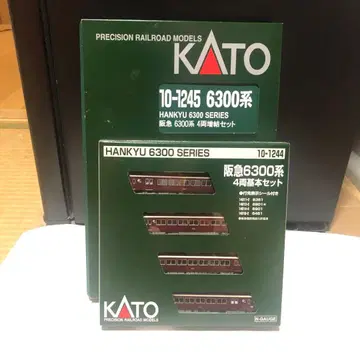 PRECISION RAILROAD MODELS
KATO
10-1245 6300系
HANKYU 6300 SERIES
阪急 6300系 4両増結セット
HANKYU 6300 SERIES
10-1244
阪急6300系
4両基本セット
KATO
PRECISION RAILROAD MODELS
N-GAUGE